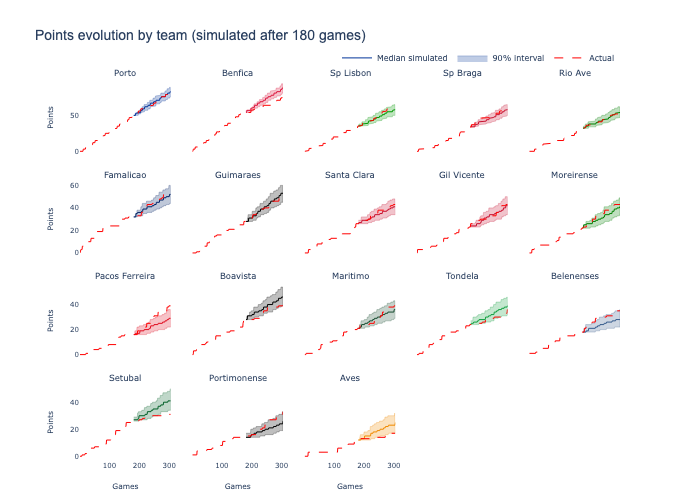 Points evolution by team (simulated after 180 games)
Median simulated 90% interval Actual
Porto Benfica Sp Lisbon Sp Braga Rio Ave
Points
50
0
Famalicao Guimaraes Santa Clara Gil Vicente Moreirense
Points
60
40
20
0
Pacos Ferreira Boavista Maritimo Tondela Belenenses
Points
40
20
0
Setubal Portimonense Aves
Points
40
20
0
100 200 300 100 200 300 100 200 300
Games Games Games